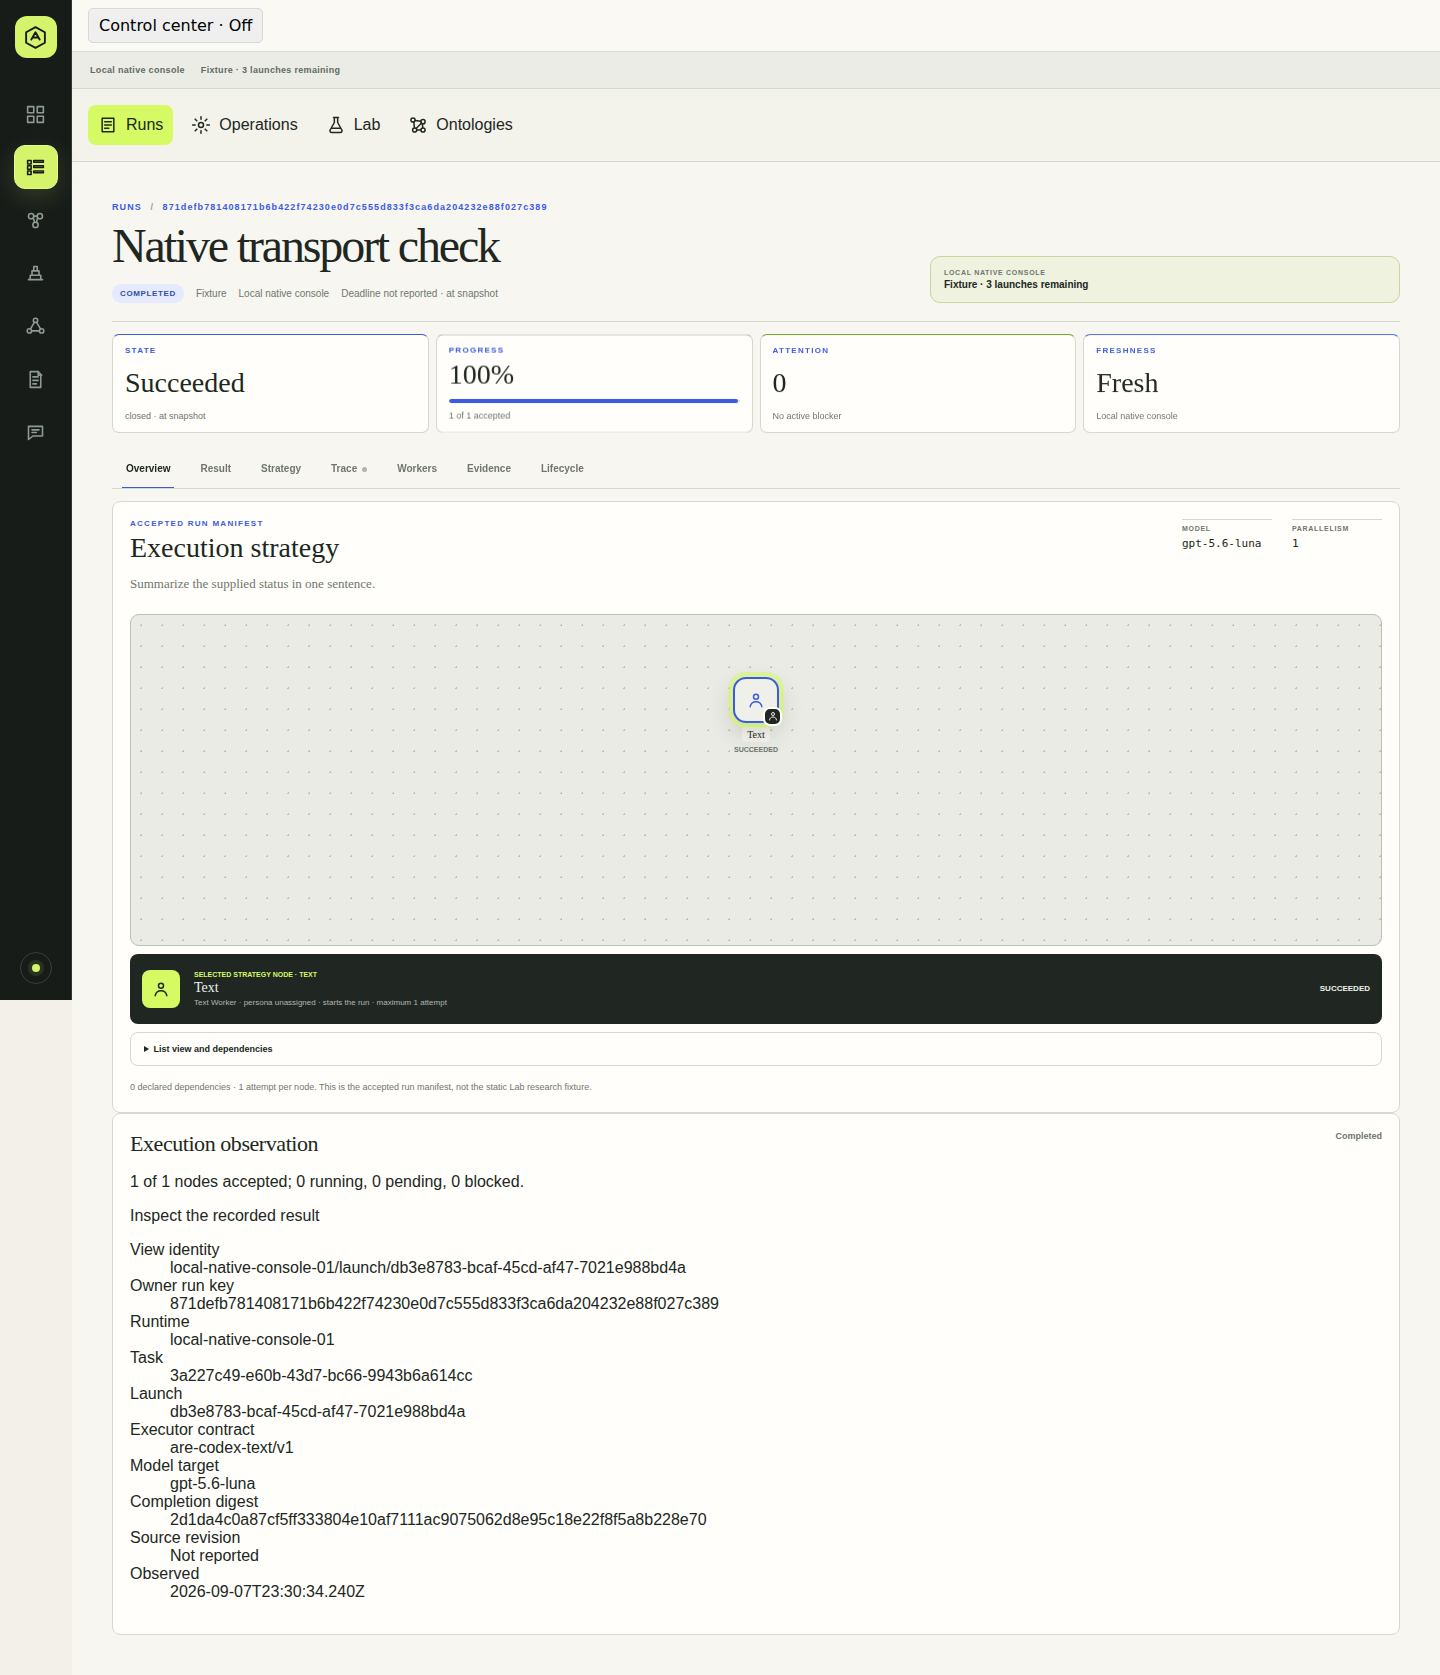 Control center · Off
Local native console Fixture · 3 launches remaining
Runs Operations Lab Ontologies
RUNS / 871defb781408171b6b422f74230e0d7c555d833f3ca6da204232e88f027c389
Native transport check
COMPLETED Fixture Local native console Deadline not reported · at snapshot
LOCAL NATIVE CONSOLE
Fixture · 3 launches remaining
STATE
Succeeded
closed · at snapshot
PROGRESS
100%
1 of 1 accepted
ATTENTION
0
No active blocker
FRESHNESS
Fresh
Local native console
Overview Result Strategy Trace Workers Evidence Lifecycle
ACCEPTED RUN MANIFEST
Execution strategy
Summarize the supplied status in one sentence.
MODEL
gpt-5.6-luna
PARALLELISM
1
Text
SUCCEEDED
SELECTED STRATEGY NODE · TEXT
Text
Text Worker · persona unassigned · starts the run · maximum 1 attempt
SUCCEEDED
List view and dependencies
0 declared dependencies · 1 attempt per node. This is the accepted run manifest, not the static Lab research fixture.
Execution observation
Completed
1 of 1 nodes accepted; 0 running, 0 pending, 0 blocked.
Inspect the recorded result
View identity
local-native-console-01/launch/db3e8783-bcaf-45cd-af47-7021e988bd4a
Owner run key
871defb781408171b6b422f74230e0d7c555d833f3ca6da204232e88f027c389
Runtime
local-native-console-01
Task
3a227c49-e60b-43d7-bc66-9943b6a614cc
Launch
db3e8783-bcaf-45cd-af47-7021e988bd4a
Executor contract
are-codex-text/v1
Model target
gpt-5.6-luna
Completion digest
2d1da4c0a87cf5ff333804e10af7111ac9075062d8e95c18e22f8f5a8b228e70
Source revision
Not reported
Observed
2026-09-07T23:30:34.240Z